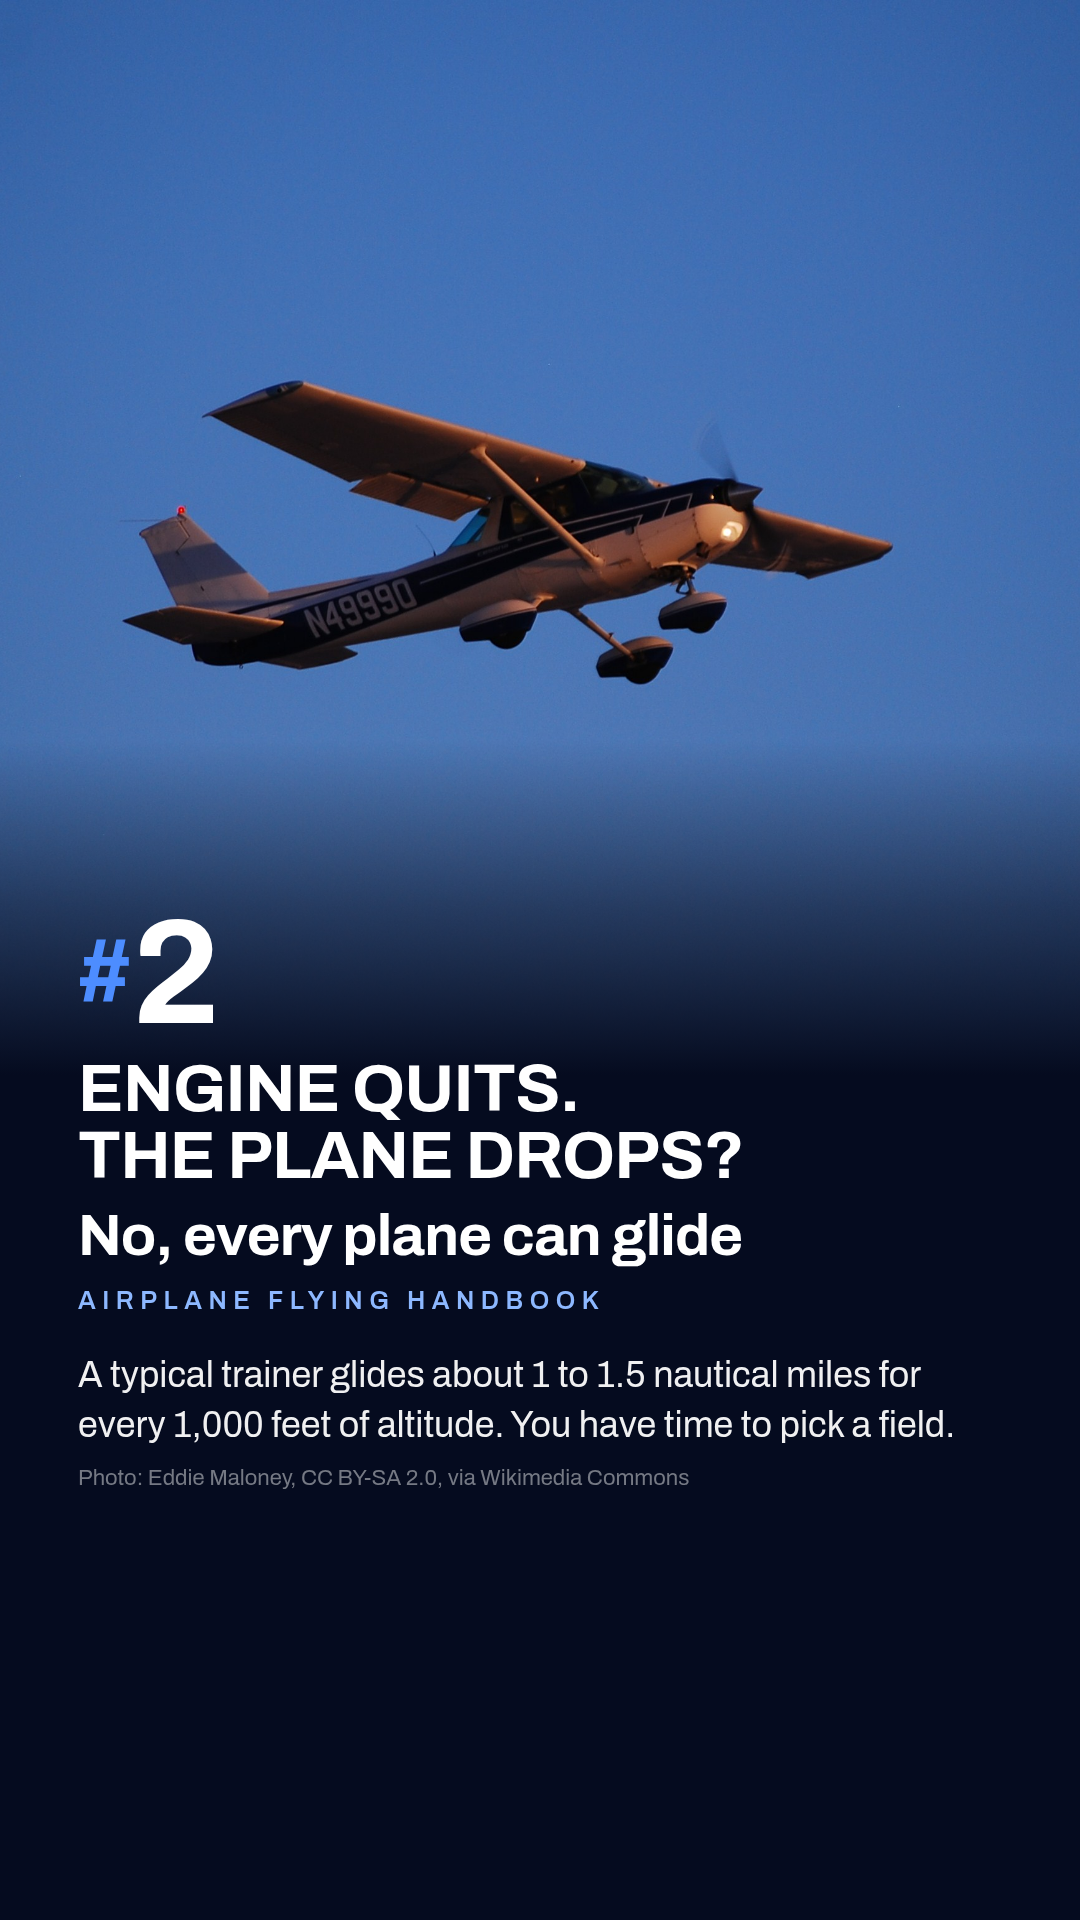 N49990
#2
ENGINE QUITS.
THE PLANE DROPS?
No, every plane can glide
AIRPLANE FLYING HANDBOOK
A typical trainer glides about 1 to 1.5 nautical miles for
every 1,000 feet of altitude. You have time to pick a field.
Photo: Eddie Maloney, CC BY-SA 2.0, via Wikimedia Commons